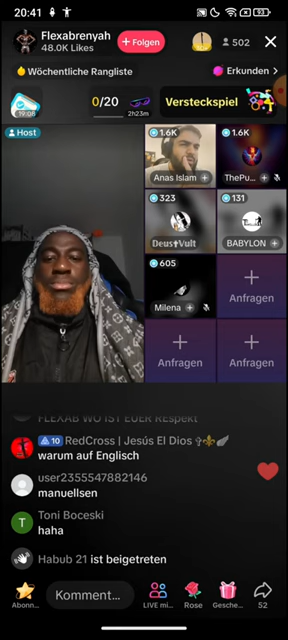 20:41
93
Flexabrenyah
48.0K Likes
+ Folgen
502
Wöchentliche Rangliste
Erkunden >
19:08
0/20
2h23m
Versteckspiel
Host
1.6K
Anas Islam
1.6K
ThePu...
323
Deus†Vult
131
BABYLON
605
Milena
Anfragen
Anfragen
Anfragen
FLEXAB WO IST EUER REspekt
10 RedCross | Jesús El Dios
warum auf Englisch
user2355547882146
manuellsen
T
Toni Boceski
haha
Habub 21 ist beigetreten
Abonn...
Komment...
LIVE mi...
Rose
Gesche...
52